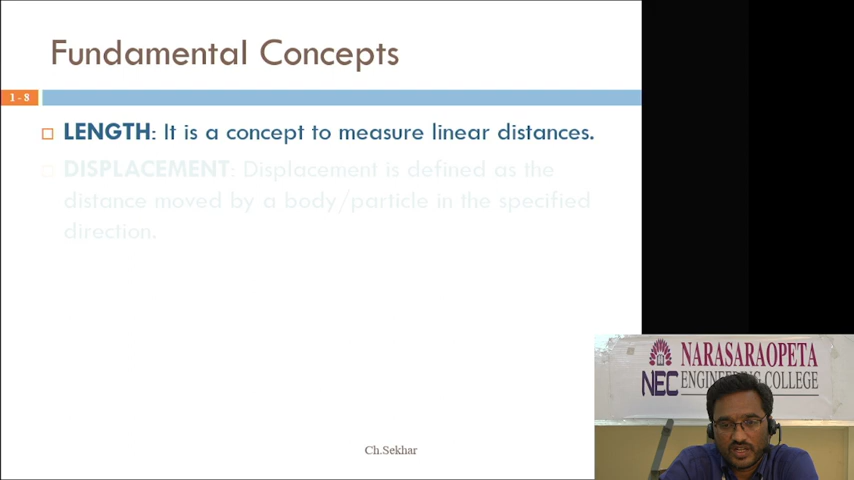 Fundamental Concepts
1 - 8
LENGTH: It is a concept to measure linear distances.
DISPLACEMENT: Displacement is defined as the
distance moved by a body/particle in the specified
direction.
NARASARAOPETA
NEC ENGINEERING COLLEGE
Ch.Sekhar